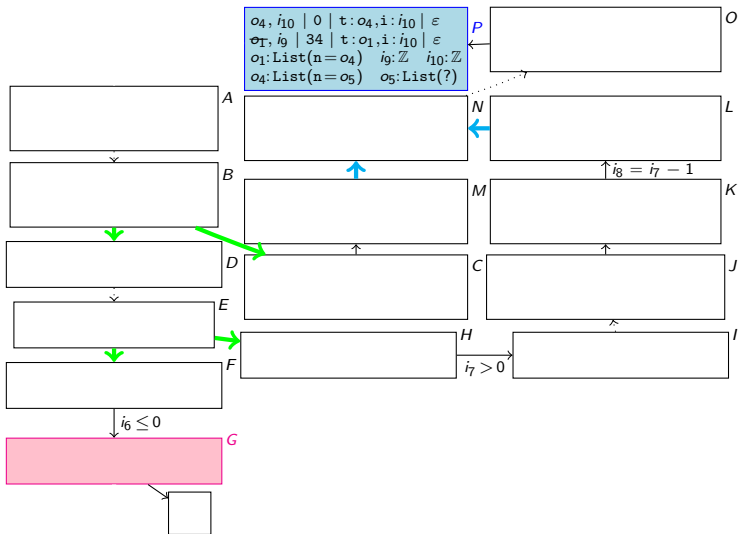 o₄, i₁₀ | 0 | t:o₄,i:i₁₀ | ε
o₁, i₉ | 34 | t:o₁,i:i₁₀ | ε
o₁:List(n=o₄) i₉:ℤ i₁₀:ℤ
o₄:List(n=o₅) o₅:List(?)
P
O
A
N
L
B
i₈ = i₇ − 1
M
K
D
C
J
E
H
I
F
i₇ > 0
i₆ ≤ 0
G